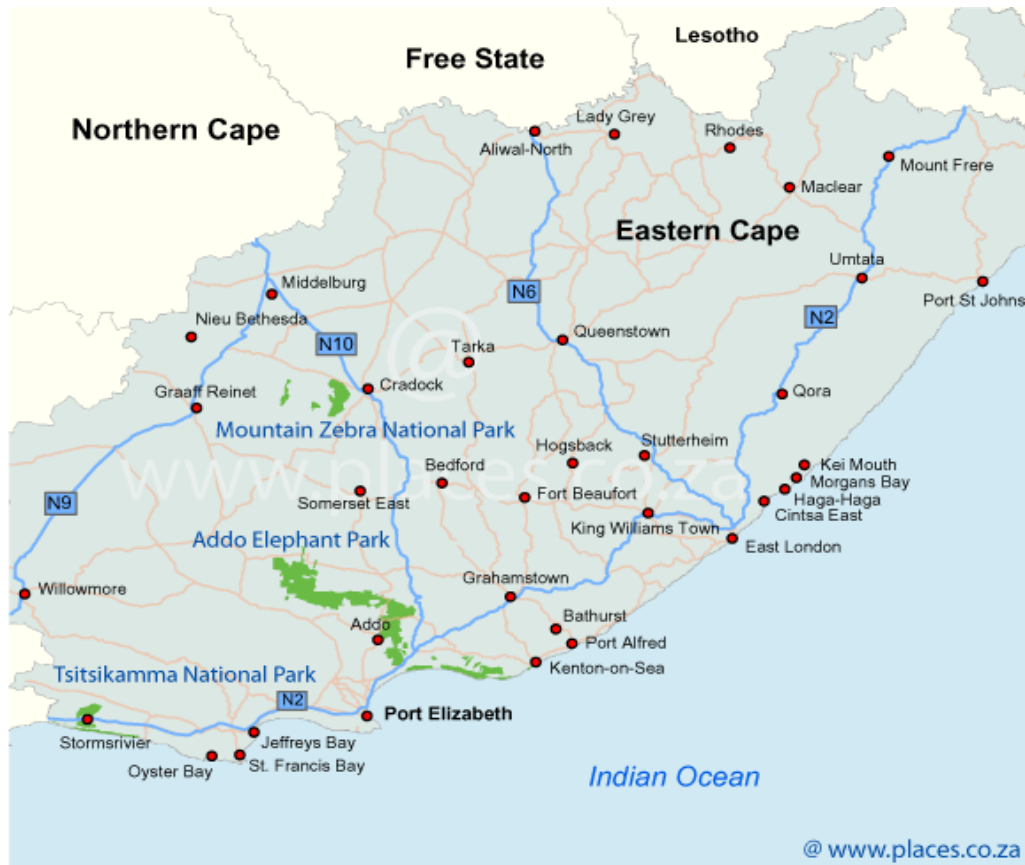 Lesotho
Free State
Northern Cape
Lady Grey
Aliwal-North
Rhodes
Mount Frere
Maclear
Eastern Cape
Umtata
Port St Johns
Middelburg
N6
N2
Nieu Bethesda
N10
Queenstown
@
Tarka
Graaff Reinet
Cradock
Qora
Mountain Zebra National Park
Hogsback
Stutterheim
www.places.co.za
Bedford
Kei Mouth
Morgans Bay
Haga-Haga
Cintsa East
N9
Somerset East
Fort Beaufort
King Williams Town
Addo Elephant Park
East London
Willowmore
Grahamstown
Bathurst
Addo
Port Alfred
Kenton-on-Sea
Tsitsikamma National Park
N2
Port Elizabeth
Stormsrivier
Jeffreys Bay
Oyster Bay
St. Francis Bay
Indian Ocean
@ www.places.co.za